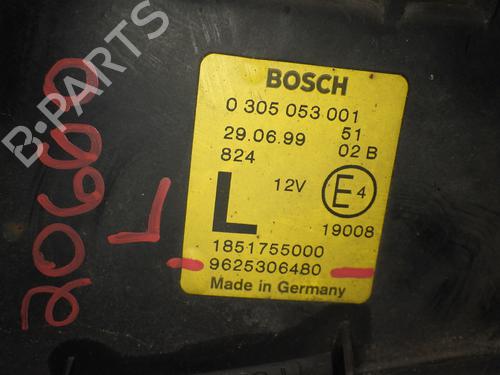 B-PARTS
20600
L
BOSCH
0 305 053 001
29.06.99 51
824 02 B
12V E4
L 19008
1851755000
9625306480
Made in Germany